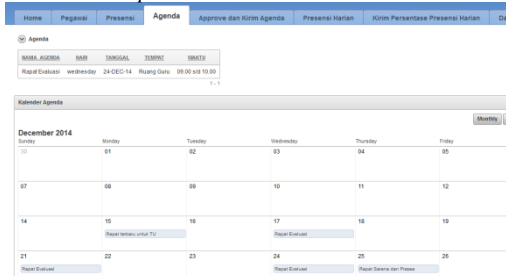 Home Pegawai Presensi Agenda Approve dan Kirim Agenda Presensi Harian Kirim Persentase Presensi Harian Da
Agenda
NAMA AGENDA HARI TANGGAL TEMPAT WAKTU
Rapat Evaluasi wednesday 24-DEC-14 Ruang Guru 09.00 s/d 10.00
1 - 1
Kalender Agenda
Monthly
December 2014
Sunday Monday Tuesday Wednesday Thursday Friday
30 01 02 03 04 05
07 08 09 10 11 12
14 15 16 17 18 19
Rapat terbaru untuk TU Rapat Evaluasi
21 22 23 24 25 26
Rapat Evaluasi Rapat Evaluasi Rapat Sarana dan